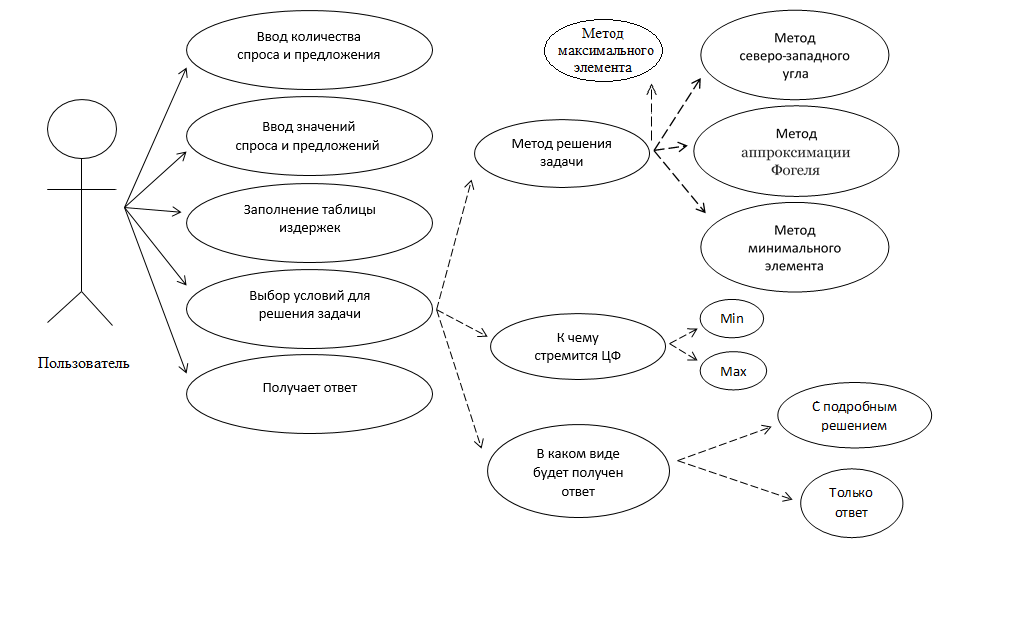 Ввод количества
спроса и предложения
Ввод значений
спроса и предложений
Заполнение таблицы
издержек
Выбор условий для
решения задачи
Получает ответ
Пользователь
Метод решения
задачи
Метод
максимального
элемента
Метод
северо-западного
угла
Метод
аппроксимации
Фогеля
Метод
минимального
элемента
К чему
стремится ЦФ
Min
Max
В каком виде
будет получен
ответ
С подробным
решением
Только
ответ